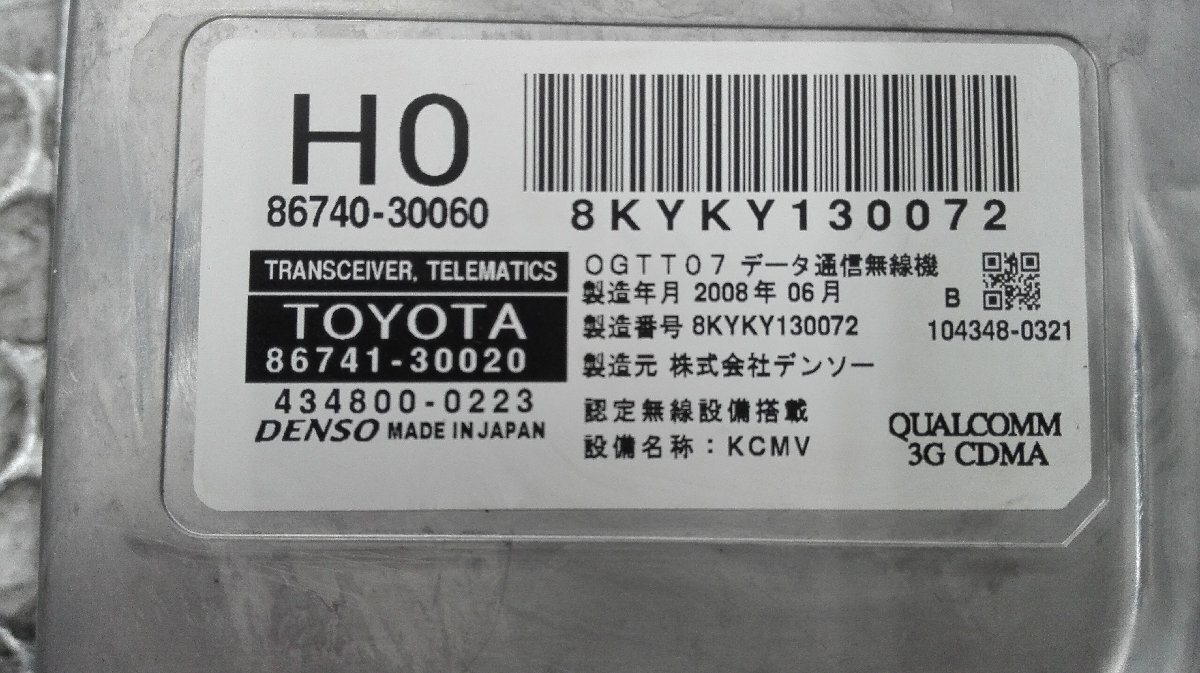 H0
86740-30060
8KYKY130072
TRANSCEIVER, TELEMATICS
TOYOTA
86741-30020
434800-0223
DENSO MADE IN JAPAN
OGTT07 データ通信無線機
製造年月 2008年 06月
製造番号 8KYKY130072
製造元 株式会社デンソー
認定無線設備搭載
設備名称：KCMV
B
104348-0321
QUALCOMM
3G CDMA